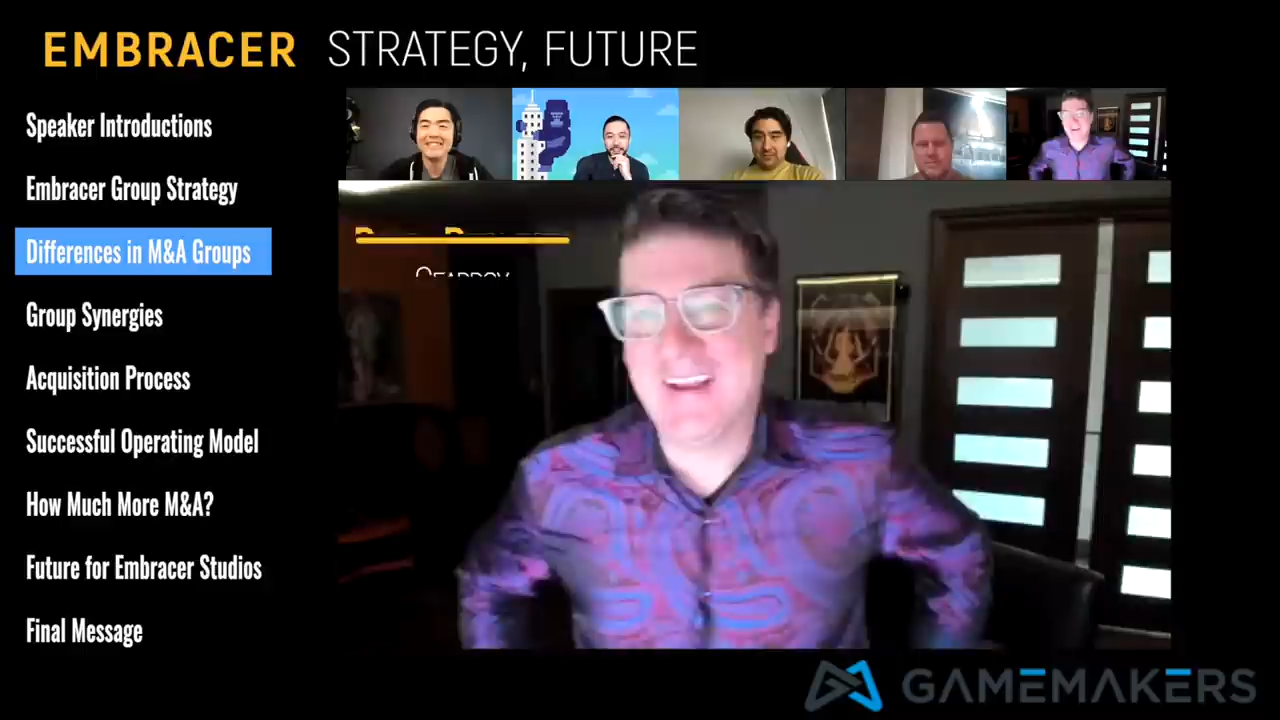 EMBRACER STRATEGY, FUTURE
Speaker Introductions
Embracer Group Strategy
Differences in M&A Groups
Group Synergies
Acquisition Process
Successful Operating Model
How Much More M&A?
Future for Embracer Studios
Final Message
GAMEMAKERS